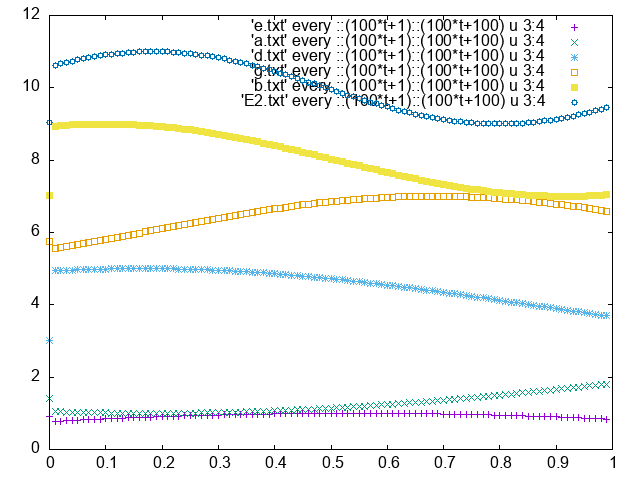 12
10
8
6
4
2
0
'e.txt' every ::(100*t+1)::(100*t+100) u 3:4
'a.txt' every ::(100*t+1)::(100*t+100) u 3:4
'd.txt' every ::(100*t+1)::(100*t+100) u 3:4
'g.txt' every ::(100*t+1)::(100*t+100) u 3:4
'b.txt' every ::(100*t+1)::(100*t+100) u 3:4
'E2.txt' every ::(100*t+1)::(100*t+100) u 3:4
0 0.1 0.2 0.3 0.4 0.5 0.6 0.7 0.8 0.9 1